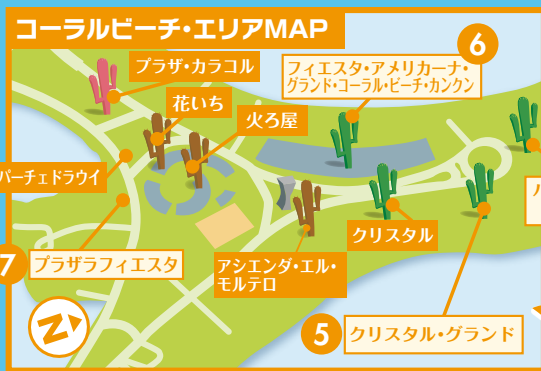 コーラルビーチ・エリアMAP
6
プラザ・カラコル
フィエスタ・アメリカーナ・
グランド・コーラル・ビーチ・カンクン
花いち
火ろ屋
パーチェドラウイ
クリスタル
7
プラザラフィエスタ
アシエンダ・エル・
モルテロ
5
クリスタル・グランド
N